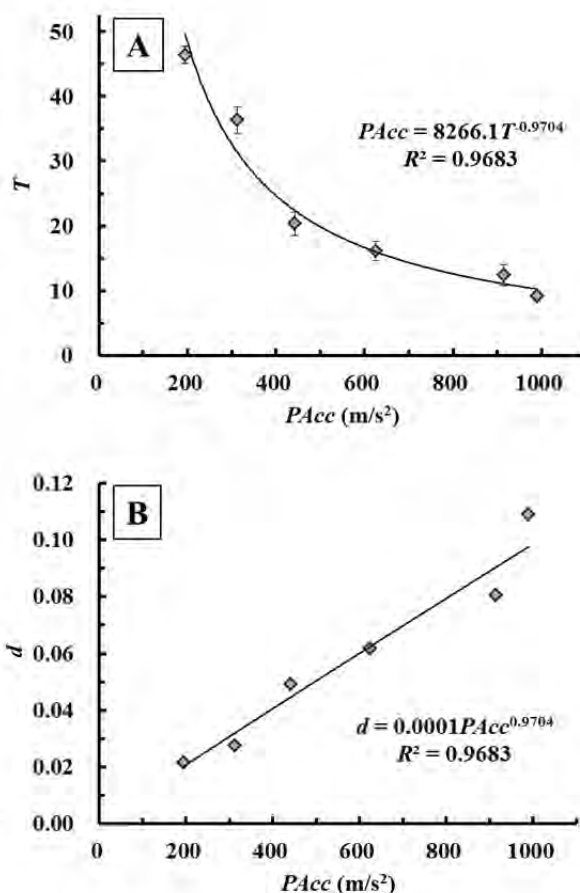 A
50
40
30
20
10
0
T
PAcc = 8266.1T^-0.9704
R² = 0.9683
0 200 400 600 800 1000
PAcc (m/s²)
B
0.12
0.10
0.08
0.06
0.04
0.02
0.00
d
d = 0.0001PAcc^0.9704
R² = 0.9683
0 200 400 600 800 1000
PAcc (m/s²)